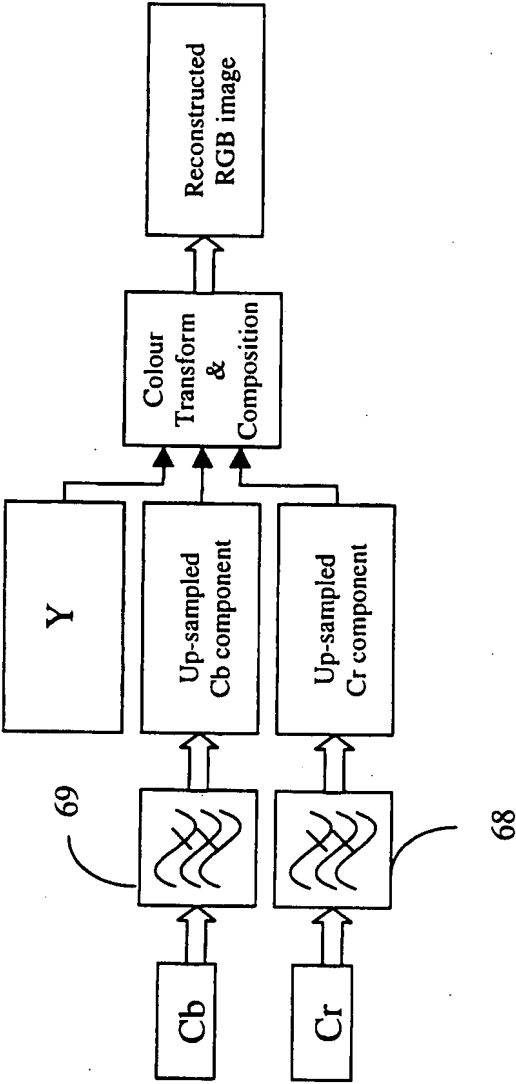 Y
Cb
69
Up-sampled
Cb component
Cr
68
Up-sampled
Cr component
Colour
Transform
&
Composition
Reconstructed
RGB image